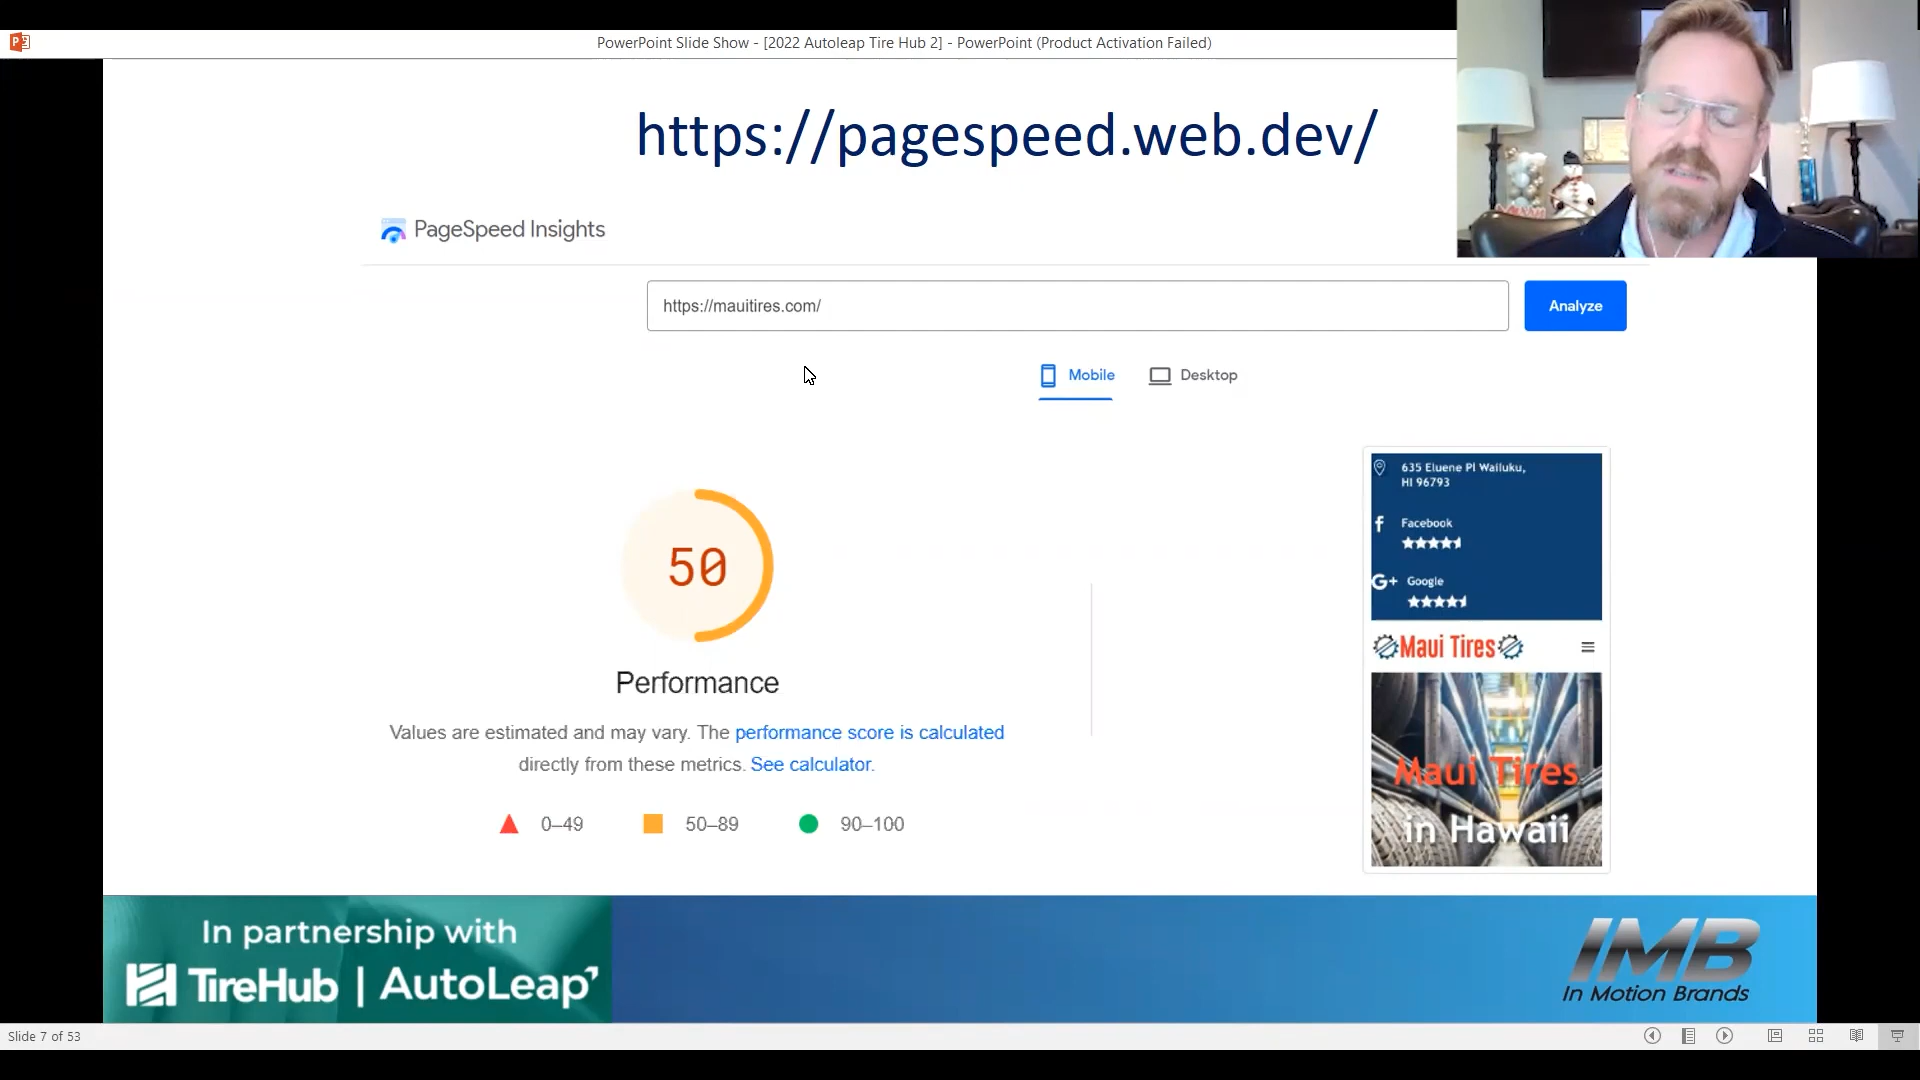 PowerPoint Slide Show - [2022 Autoleap Tire Hub 2] - PowerPoint (Product Activation Failed)
https://pagespeed.web.dev/
PageSpeed Insights
https://mauitires.com/
Analyze
Mobile
Desktop
635 Eluene Pl Wailuku,
HI 96793
Facebook
G+ Google
Maui Tires
Maui Tires
in Hawaii
50
Performance
Values are estimated and may vary. The performance score is calculated
directly from these metrics. See calculator.
0–49
50–89
90–100
In partnership with
TireHub | AutoLeap
IMB
In Motion Brands
Slide 7 of 53